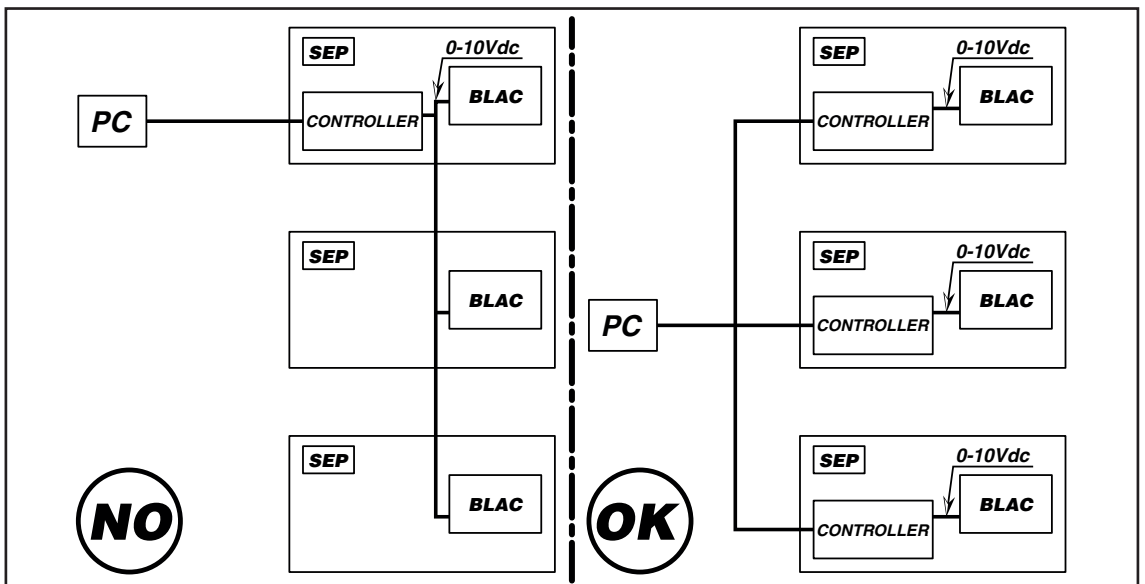 SEP
0-10Vdc
BLAC
PC
CONTROLLER
SEP
BLAC
SEP
BLAC
NO
SEP
0-10Vdc
BLAC
CONTROLLER
SEP
0-10Vdc
BLAC
PC
CONTROLLER
SEP
0-10Vdc
BLAC
CONTROLLER
OK